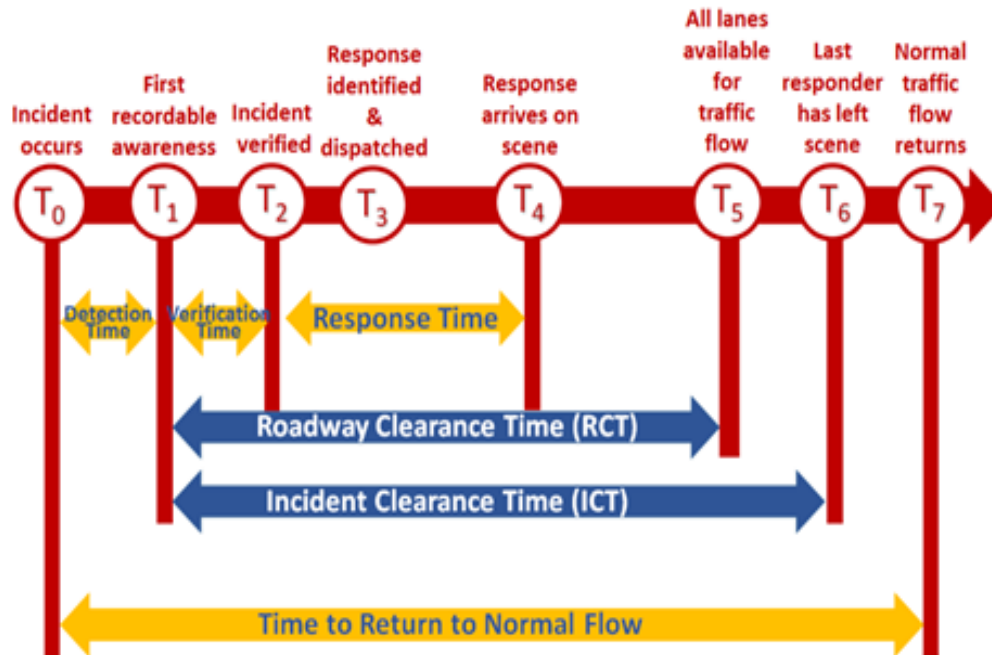 Incident
occurs
First
recordable
awareness
Incident
verified
Response
identified
&
dispatched
Response
arrives on
scene
All lanes
available
for
traffic
flow
Last
responder
has left
scene
Normal
traffic
flow
returns
T0
T1
T2
T3
T4
T5
T6
T7
Detection
Time
Verification
Time
Response Time
Roadway Clearance Time (RCT)
Incident Clearance Time (ICT)
Time to Return to Normal Flow